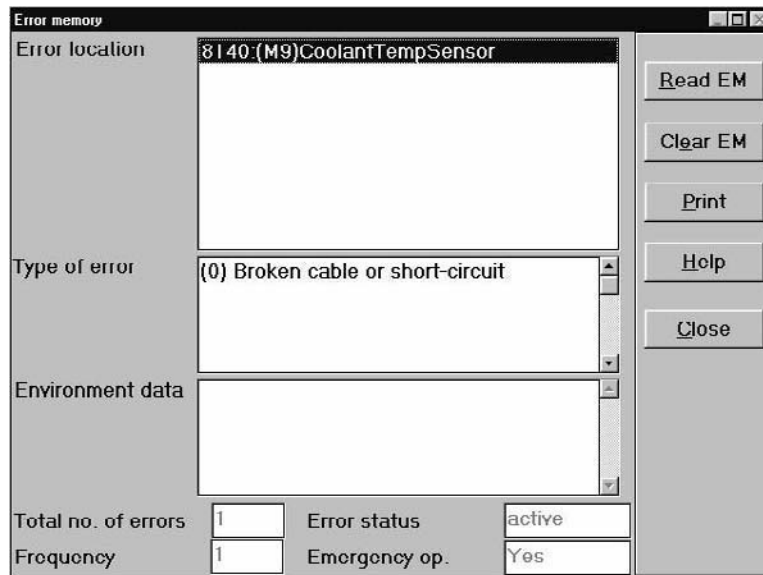 Error memory
Error location
8140:(M9)CoolantTempSensor
Read EM
Clear EM
Print
Help
Close
Type of error
(0) Broken cable or short-circuit
Environment data
Total no. of errors 1 Error status active
Frequency 1 Emergency op. Yes